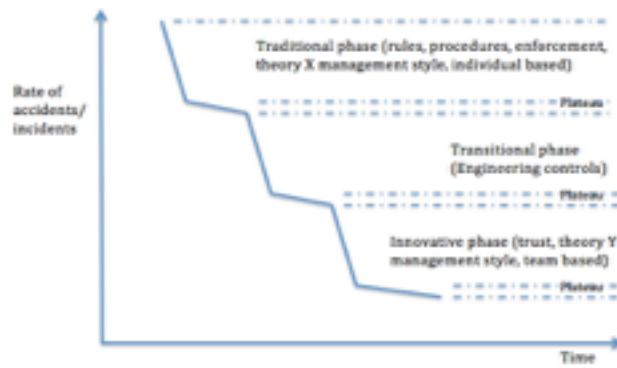 Traditional phase (rules, procedures, enforcement,
theory X management style, individual based)
Rate of
accidents/
incidents
Plateau
Transitional phase
(Engineering controls)
Plateau
Innovative phase (trust, theory Y
management style, team based)
Plateau
Time